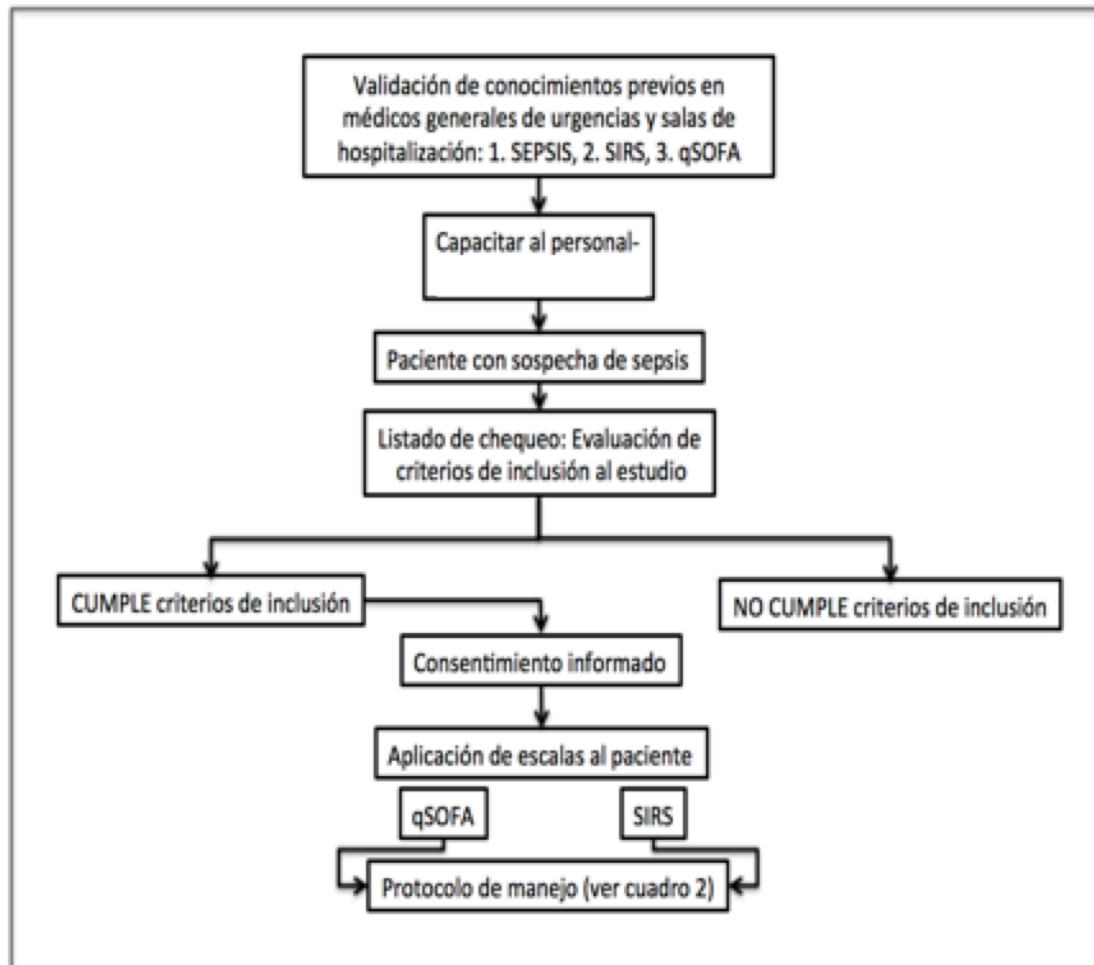 Validación de conocimientos previos en
médicos generales de urgencias y salas de
hospitalización: 1. SEPSIS, 2. SIRS, 3. qSOFA
Capacitar al personal-
Paciente con sospecha de sepsis
Listado de chequeo: Evaluación de
criterios de inclusión al estudio
CUMPLE criterios de inclusión
NO CUMPLE criterios de inclusión
Consentimiento informado
Aplicación de escalas al paciente
qSOFA
SIRS
Protocolo de manejo (ver cuadro 2)